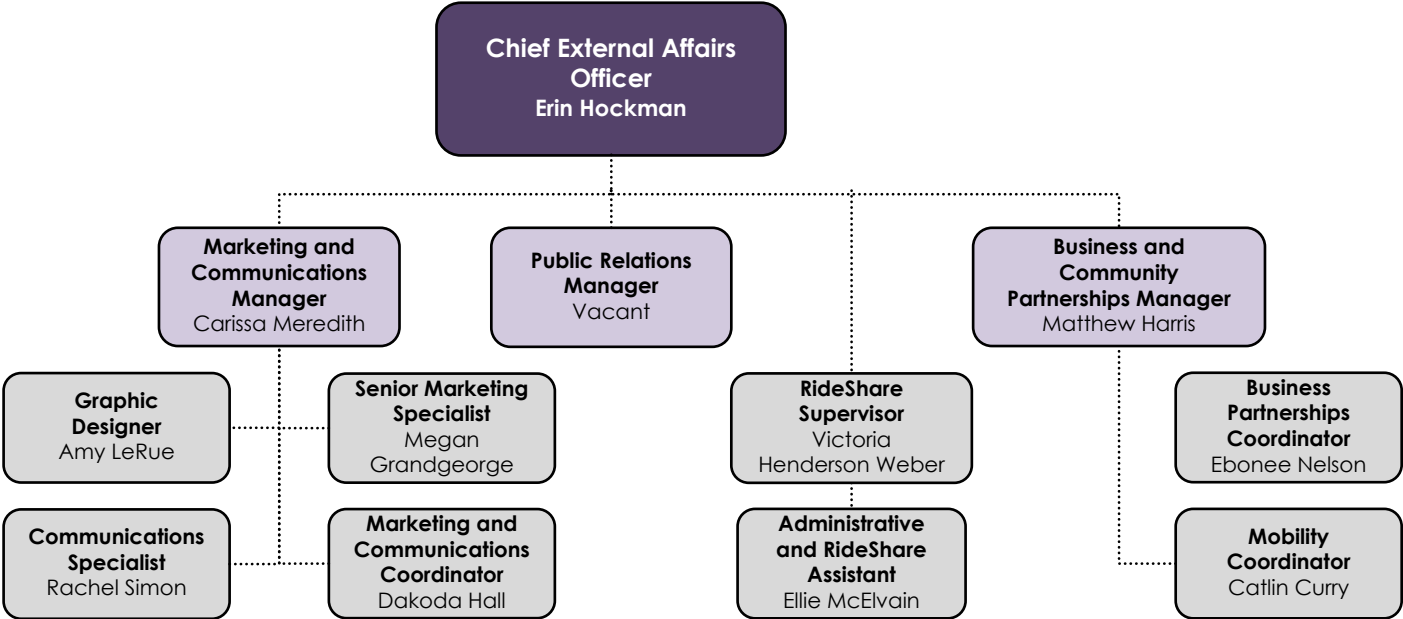 Chief External Affairs
Officer
Erin Hockman
Marketing and
Communications
Manager
Carissa Meredith
Public Relations
Manager
Vacant
Business and
Community
Partnerships Manager
Matthew Harris
Graphic
Designer
Amy LeRue
Senior Marketing
Specialist
Megan
Grandgeorge
RideShare
Supervisor
Victoria
Henderson Weber
Business
Partnerships
Coordinator
Ebonee Nelson
Communications
Specialist
Rachel Simon
Marketing and
Communications
Coordinator
Dakoda Hall
Administrative
and RideShare
Assistant
Ellie McElvain
Mobility
Coordinator
Catlin Curry